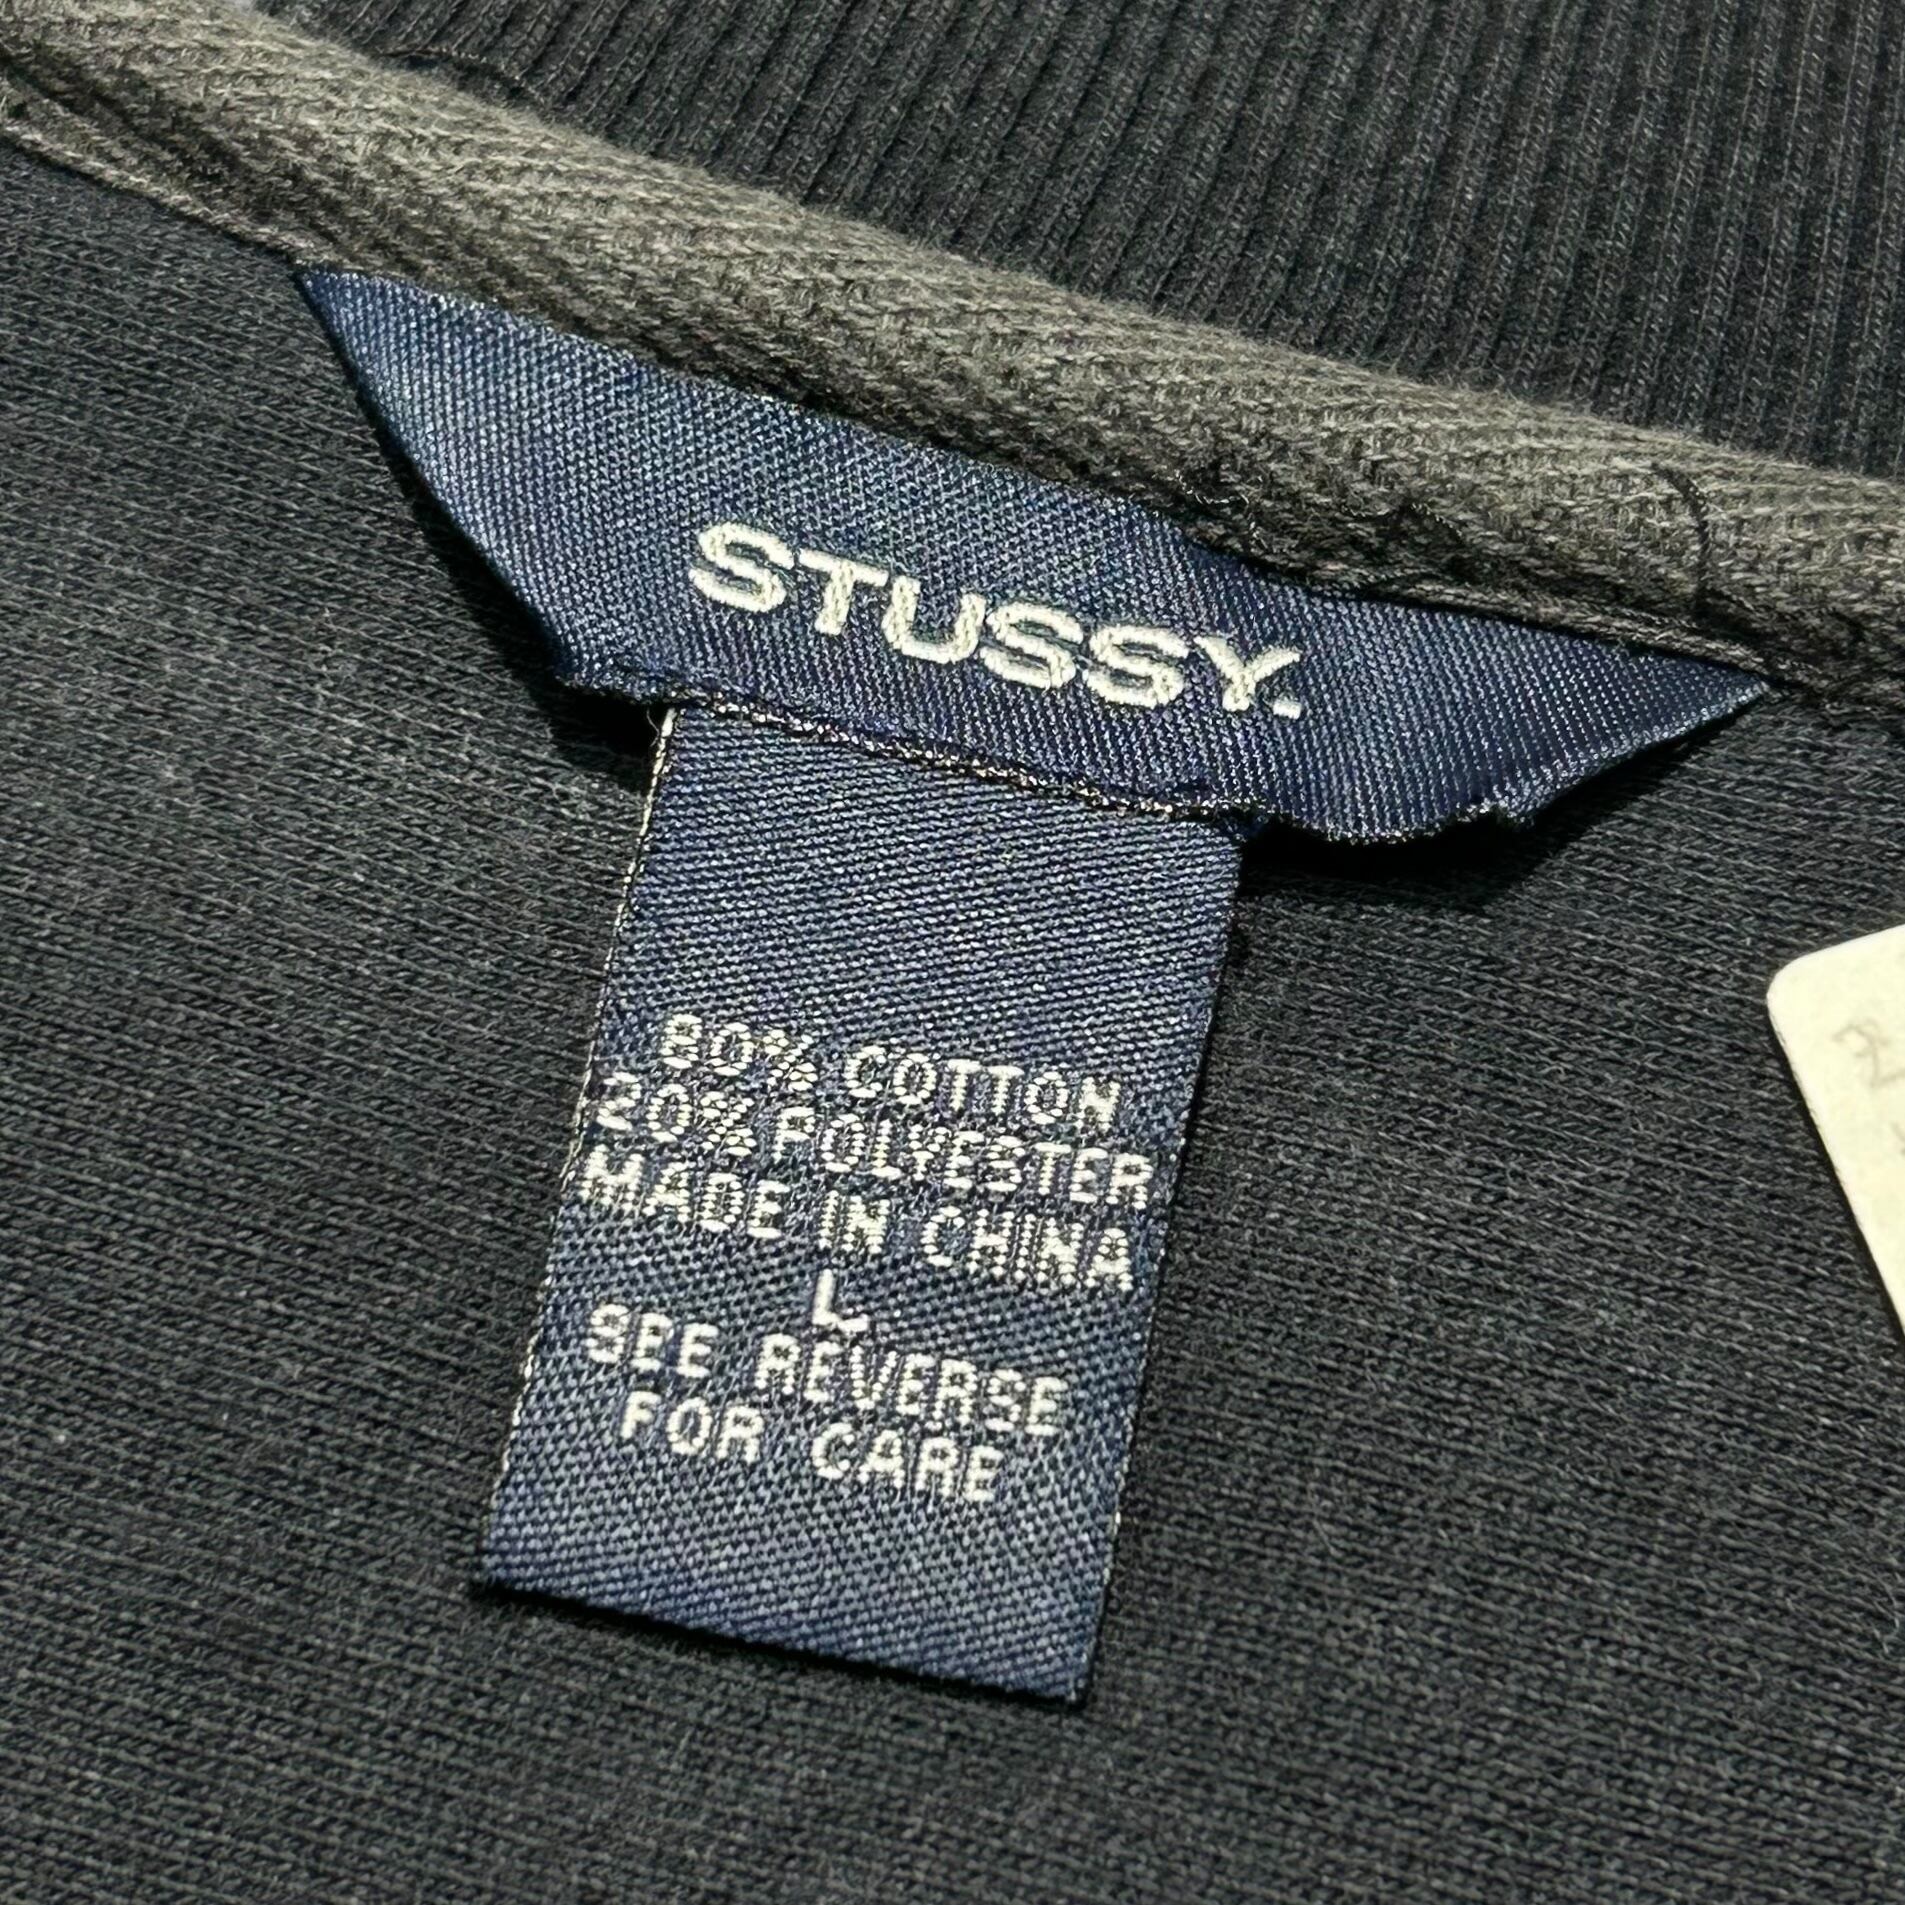 STUSSY.
80% COTTON
20% POLYESTER
MADE IN CHINA
L
SEE REVERSE
FOR CARE